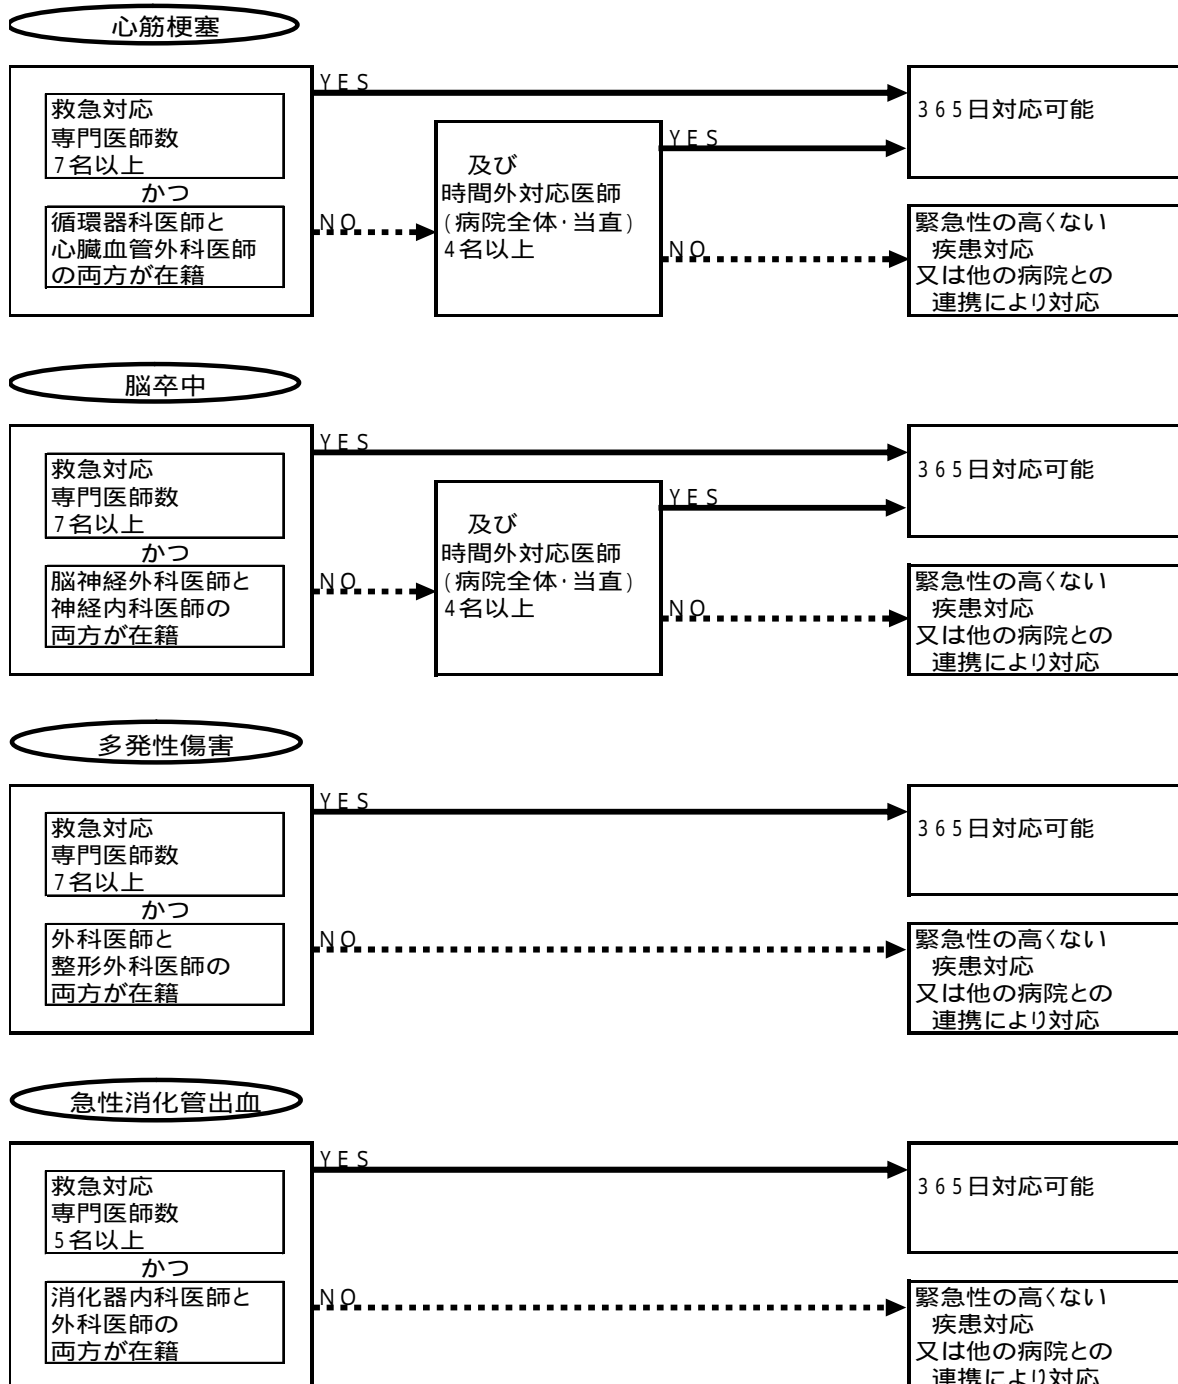 心筋梗塞
YES
救急対応
専門医師数
7名以上
かつ
循環器科医師と
心臓血管外科医師
の両方が在籍
NO
及び
時間外対応医師
(病院全体・当直)
4名以上
YES
NO
365日対応可能
緊急性の高くない
疾患対応
又は他の病院との
連携により対応
脳卒中
YES
救急対応
専門医師数
7名以上
かつ
脳神経外科医師と
神経内科医師の
両方が在籍
NO
及び
時間外対応医師
(病院全体・当直)
4名以上
YES
NO
365日対応可能
緊急性の高くない
疾患対応
又は他の病院との
連携により対応
多発性傷害
YES
救急対応
専門医師数
7名以上
かつ
外科医師と
整形外科医師の
両方が在籍
NO
365日対応可能
緊急性の高くない
疾患対応
又は他の病院との
連携により対応
急性消化管出血
YES
救急対応
専門医師数
5名以上
かつ
消化器内科医師と
外科医師の
両方が在籍
NO
365日対応可能
緊急性の高くない
疾患対応
又は他の病院との
連携により対応